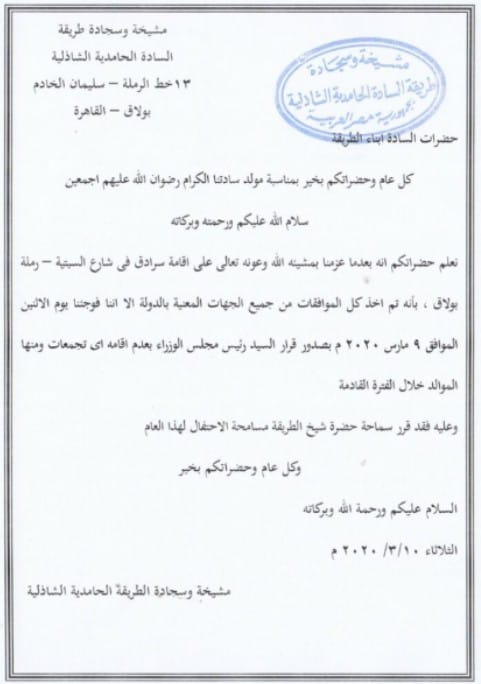 مشيخة وسجادة طريقة
السادة الحامدية الشاذلية
١٣خط الرملة – سليمان الخادم
بولاق – القاهرة
مشيخة وسجادة
طريقة السادة الحامدية الشاذلية
بجمهورية مصر العربية
حضرات السادة ابناء الطريقة
كل عام وحضراتكم بخير بمناسبة مولد سادتنا الكرام رضوان الله عليهم اجمعين
سلام الله عليكم ورحمته وبركاته
نعلم حضراتكم انه بعدما عزمنا بمشيئه الله وعونه تعالى على اقامة سرادق فى شارع السبتية – رملة
بولاق ، بأنه تم اخذ كل الموافقات من جميع الجهات المعنية بالدولة الا اننا فوجئنا يوم الاثنين
الموافق ٩ مارس ٢٠٢٠ م بصدور قرار السيد رئيس مجلس الوزراء بعدم اقامه اى تجمعات ومنها
الموالد خلال الفترة القادمة
وعليه فقد قرر سماحة حضرة شيخ الطريقة مسامحة الاحتفال لهذا العام
وكل عام وحضراتكم بخير
السلام عليكم ورحمة الله وبركاته
الثلاثاء ٢٠٢٠ /٣/١٠ م
مشيخة وسجادة الطريقة الحامدية الشاذلية